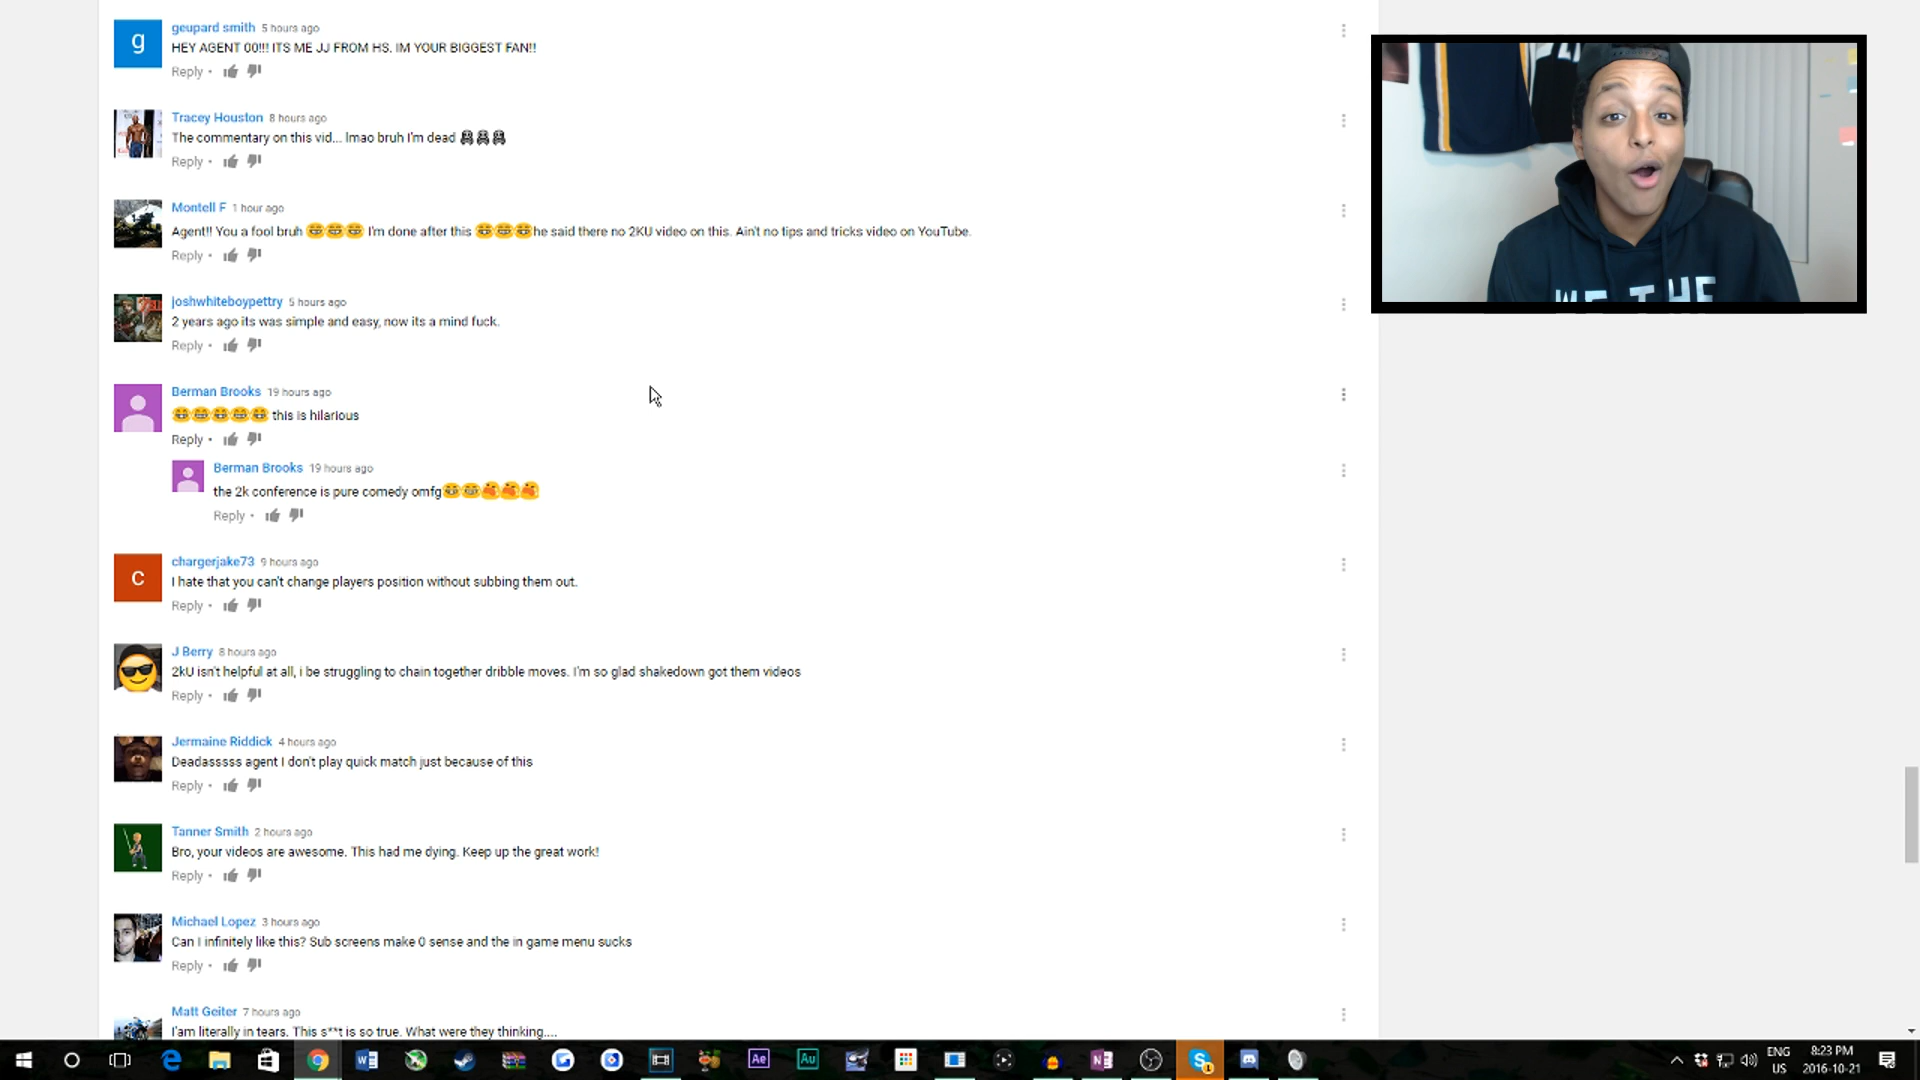 g
geupard smith 5 hours ago
HEY AGENT 00!!! ITS ME JJ FROM HS. IM YOUR BIGGEST FAN!!
Reply •
Tracey Houston 8 hours ago
The commentary on this vid... lmao bruh I'm dead
Reply •
Montell F 1 hour ago
Agent!! You a fool bruh 😂😂😂 I'm done after this 😂😂😂he said there no 2KU video on this. Ain't no tips and tricks video on YouTube.
Reply •
joshwhiteboypettry 5 hours ago
2 years ago its was simple and easy, now its a mind fuck.
Reply •
Berman Brooks 19 hours ago
😂😂😂😂😂 this is hilarious
Reply •
Berman Brooks 19 hours ago
the 2k conference is pure comedy omfg
Reply •
C
chargerjake73 9 hours ago
I hate that you can't change players position without subbing them out.
Reply •
J Berry 8 hours ago
2kU isn't helpful at all, i be struggling to chain together dribble moves. I'm so glad shakedown got them videos
Reply •
Jermaine Riddick 4 hours ago
Deadasssss agent I don't play quick match just because of this
Reply •
Tanner Smith 2 hours ago
Bro, your videos are awesome. This had me dying. Keep up the great work!
Reply •
Michael Lopez 3 hours ago
Can I infinitely like this? Sub screens make 0 sense and the in game menu sucks
Reply •
Matt Geiter 7 hours ago
I'am literally in tears. This s**t is so true. What were they thinking....
WE THE
Ae
Au
ENG
US
8:23 PM
2016-10-21